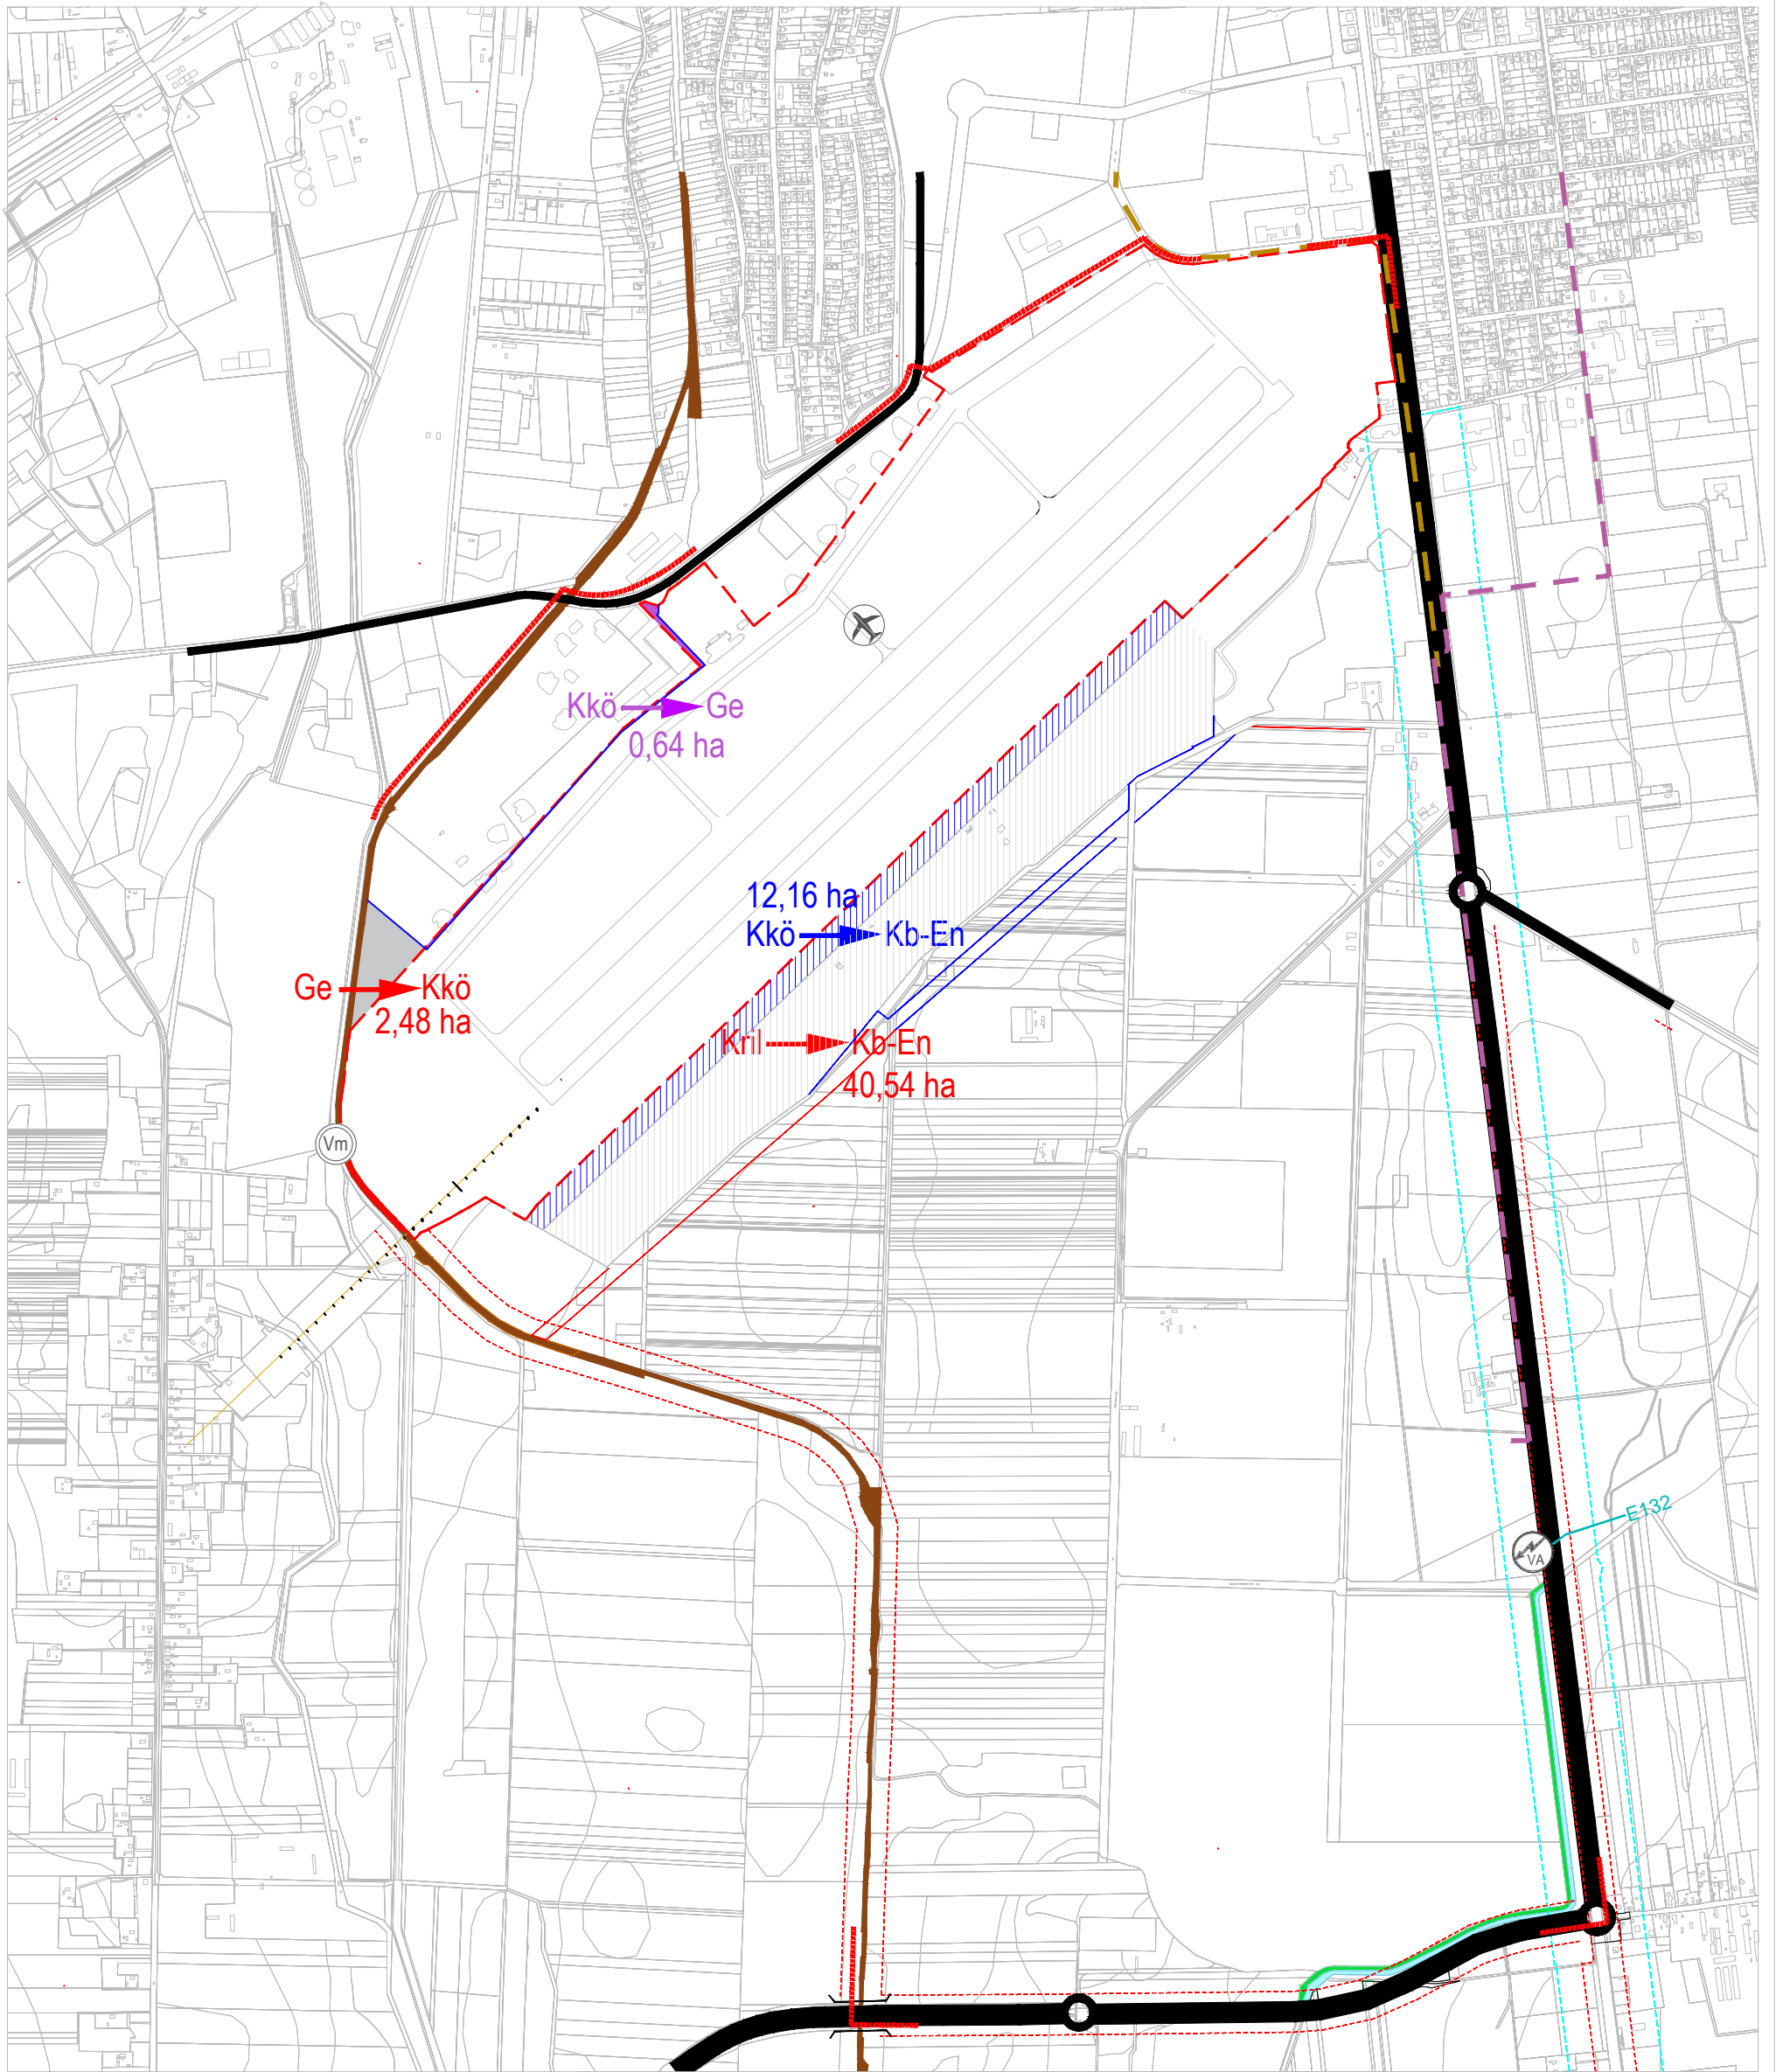 Kkö Ge
0,64 ha
12,16 ha
Kkö Kb-En
Ge Kkö
2,48 ha
Kril Kb-En
40,54 ha
Vm
E132
VA